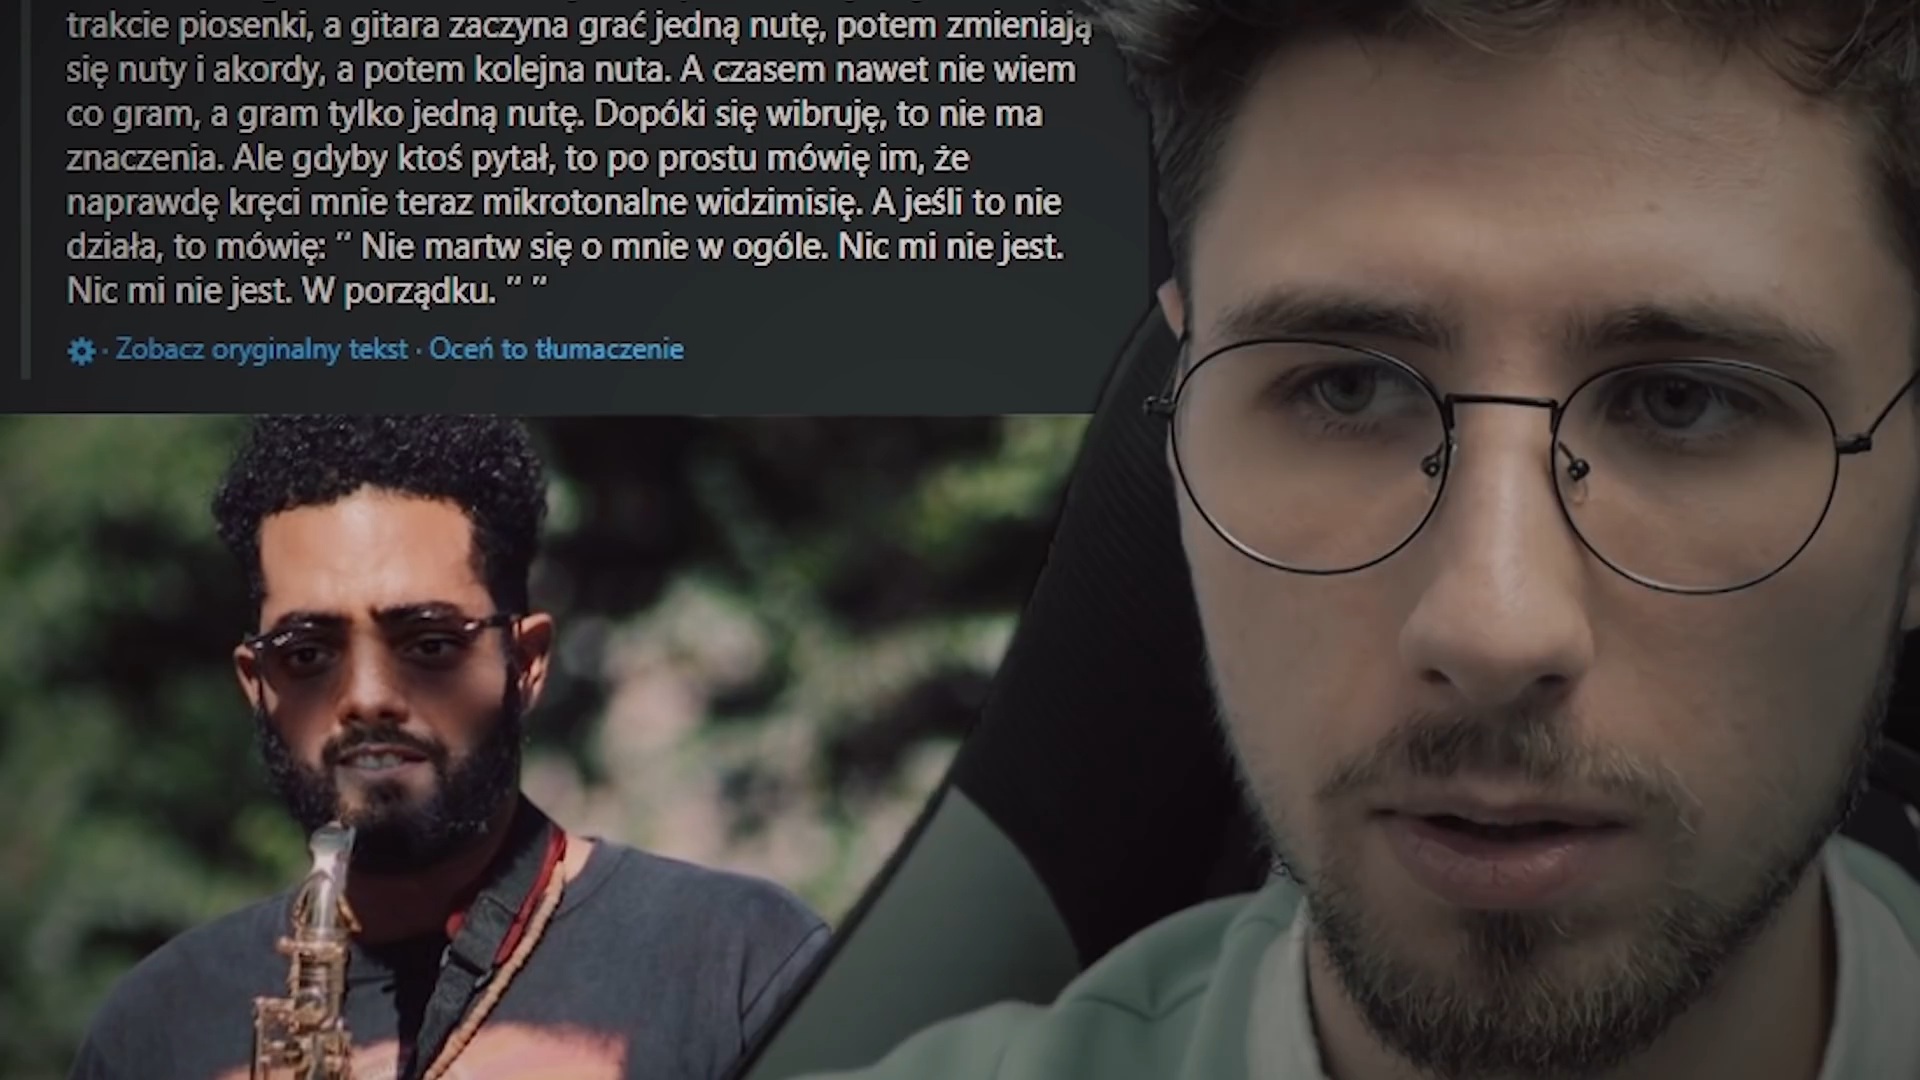 trakcie piosenki, a gitara zaczyna grać jedną nutę, potem zmieniają
się nuty i akordy, a potem kolejna nuta. A czasem nawet nie wiem
co gram, a gram tylko jedną nutę. Dopóki się wibruję, to nie ma
znaczenia. Ale gdyby ktoś pytał, to po prostu mówię im, że
naprawdę kręci mnie teraz mikrotonalne widzimisię. A jeśli to nie
działa, to mówię: “ Nie martw się o mnie w ogóle. Nic mi nie jest.
Nic mi nie jest. W porządku. ” ”
· Zobacz oryginalny tekst · Oceń to tłumaczenie